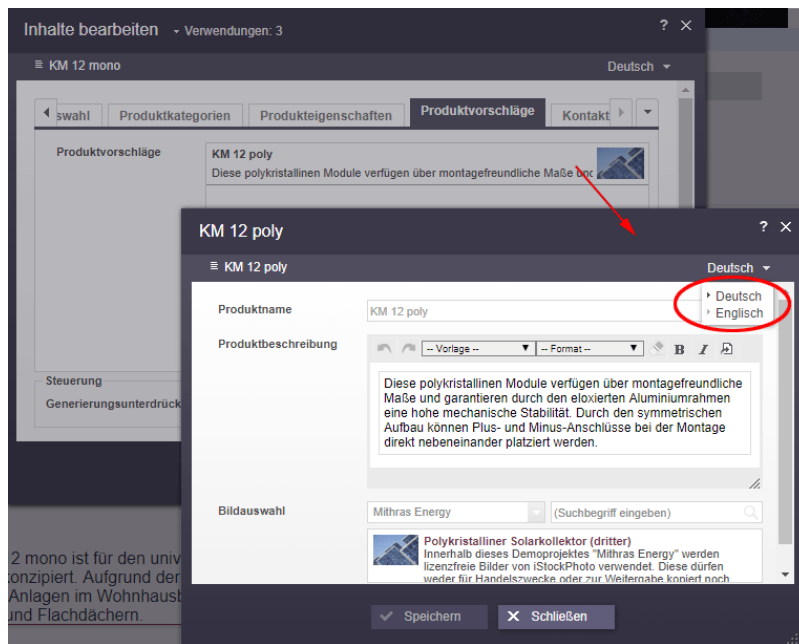 Inhalte bearbeiten Verwendungen: 3 ?
KM 12 mono Deutsch
swahl Produktkategorien Produkteigenschaften Produktvorschläge Kontakt
Produktvorschläge KM 12 poly
Diese polykristallinen Module verfügen über montagefreundliche Maße und
KM 12 poly ?
KM 12 poly Deutsch
Deutsch
Englisch
Produktname KM 12 poly
Produktbeschreibung -- Vorlage -- -- Format -- B I
Diese polykristallinen Module verfügen über montagefreundliche
Maße und garantieren durch den eloxierten Aluminiumrahmen
eine hohe mechanische Stabilität. Durch den symmetrischen
Aufbau können Plus- und Minus-Anschlüsse bei der Montage
direkt nebeneinander platziert werden.
Steuerung
Generierungsunterdrück
Bildauswahl Mithras Energy (Suchbegriff eingeben)
Polykristalliner Solarkollektor (dritter)
Innerhalb dieses Demoprojektes "Mithras Energy" werden
lizenzfreie Bilder von iStockPhoto verwendet. Diese dürfen
weder für Handelszwecke oder zur Weitergabe kopiert noch
Speichern Schließen
2 mono ist für den univ
konzipiert. Aufgrund der
Anlagen im Wohnhausb
und Flachdächern.